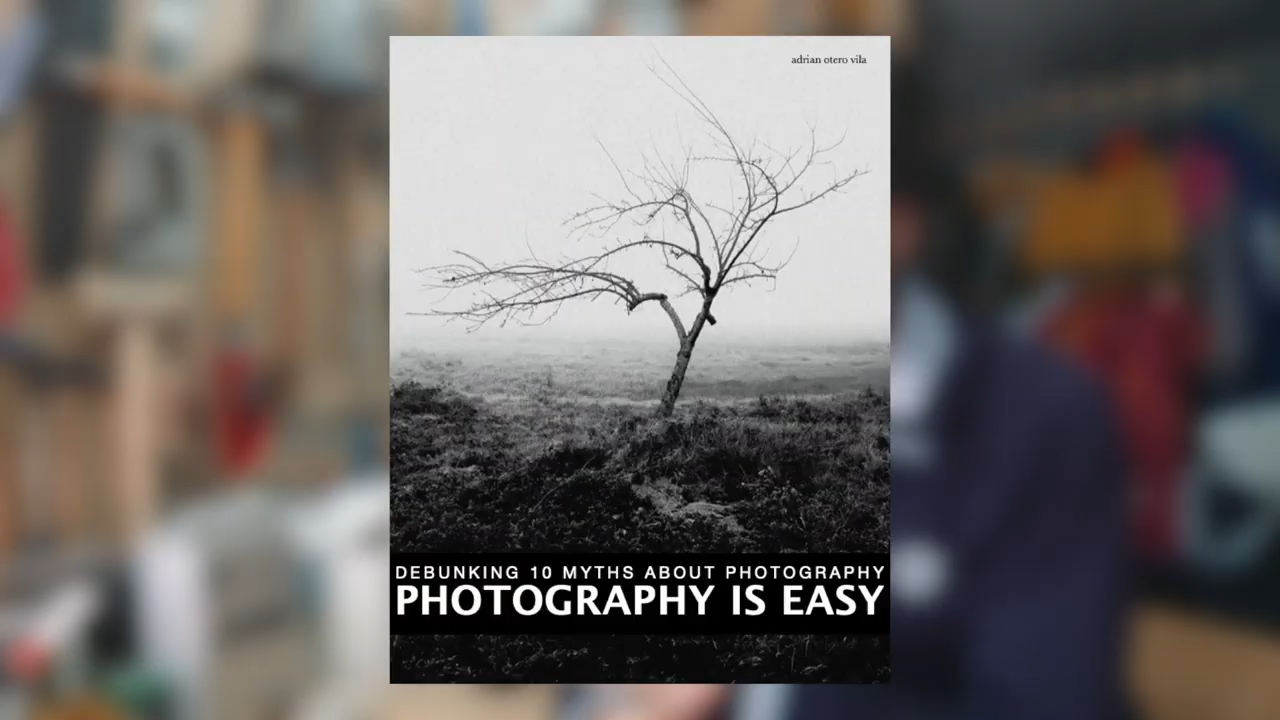 adrian otero vila
DEBUNKING 10 MYTHS ABOUT PHOTOGRAPHY
PHOTOGRAPHY IS EASY